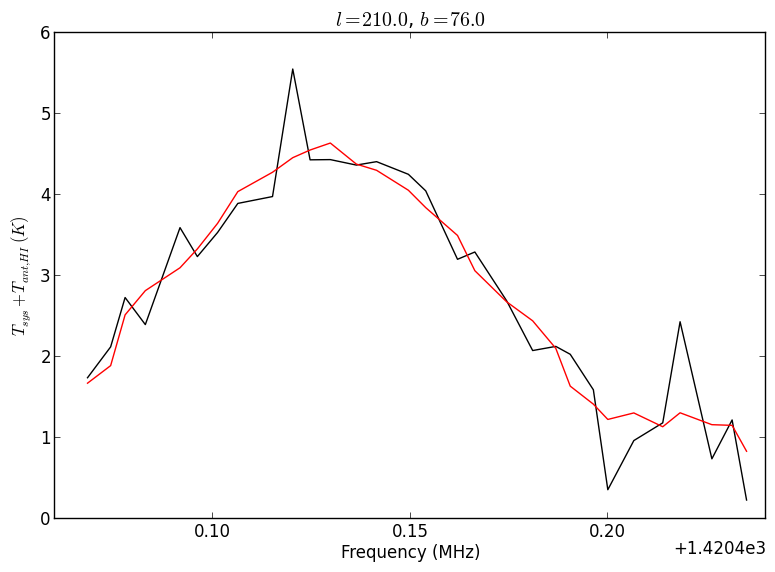 l = 210.0, b = 76.0
6
5
4
3
2
1
0
T_sys + T_ant,HI (K)
0.10 0.15 0.20
+1.4204e3
Frequency (MHz)